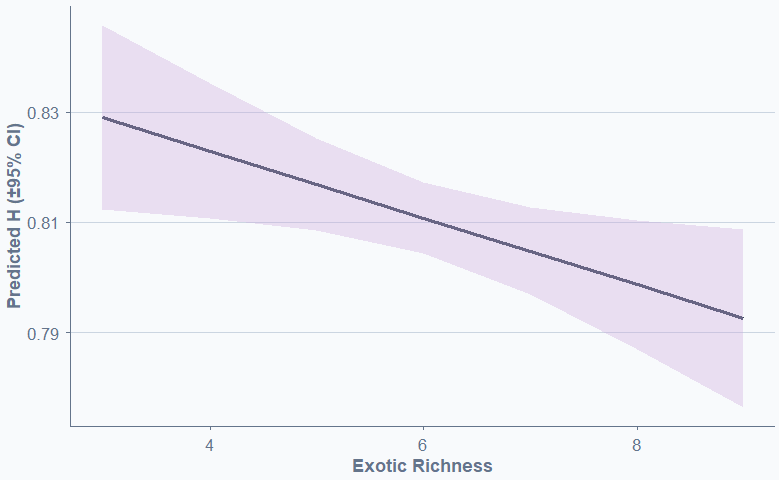 Predicted H (±95% CI)
0.83
0.81
0.79
4 6 8
Exotic Richness